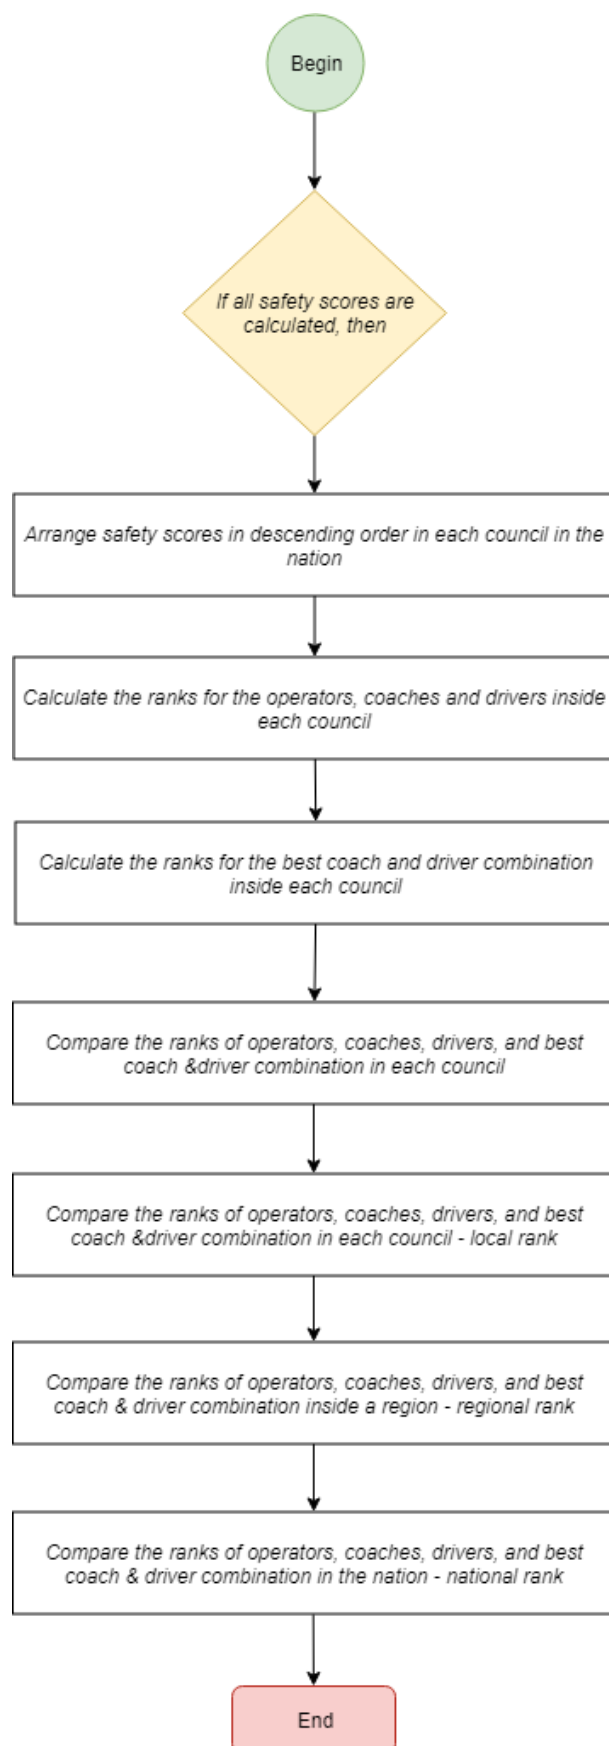 Begin
If all safety scores are
calculated, then
Arrange safety scores in descending order in each council in the
nation
Calculate the ranks for the operators, coaches and drivers inside
each council
Calculate the ranks for the best coach and driver combination
inside each council
Compare the ranks of operators, coaches, drivers, and best
coach &driver combination in each council
Compare the ranks of operators, coaches, drivers, and best
coach &driver combination in each council - local rank
Compare the ranks of operators, coaches, drivers, and best
coach & driver combination inside a region - regional rank
Compare the ranks of operators, coaches, drivers, and best
coach & driver combination in the nation - national rank
End